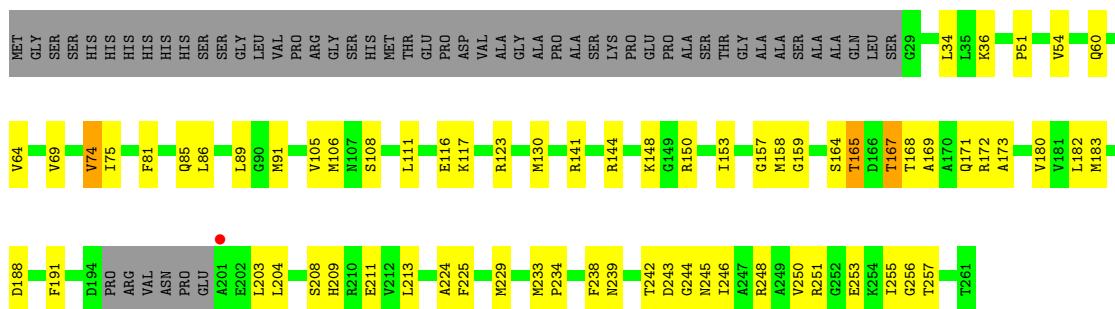 MET GLY SER SER HIS HIS HIS HIS HIS HIS SER SER GLY LEU VAL PRO ARG GLY SER HIS MET THR GLU PRO ASP VAL ALA GLY ALA PRO ALA SER LYS PRO GLU PRO ALA SER THR GLY ALA ALA SER ALA ALA GLN LEU SER G29 L34 L35 K36 P51 V54 Q60
V64 V69 V74 I75 F81 Q85 L86 L89 G90 M91 V105 M106 N107 S108 L111 E116 K117 R123 M130 R141 R144 K148 G149 R150 I153 G157 M158 G159 S164 T165 D166 T167 T168 A169 A170 Q171 R172 A173 V180 V181 L182 M183
D188 F191 D194 PRO ARG VAL ASN PRO GLU A201 E202 L203 L204 S208 H209 R210 E211 V212 L213 A224 F225 M229 M233 P234 F238 N239 T242 D243 G244 N245 I246 A247 R248 A249 V250 R251 G252 E253 K254 I255 G256 T257 T261